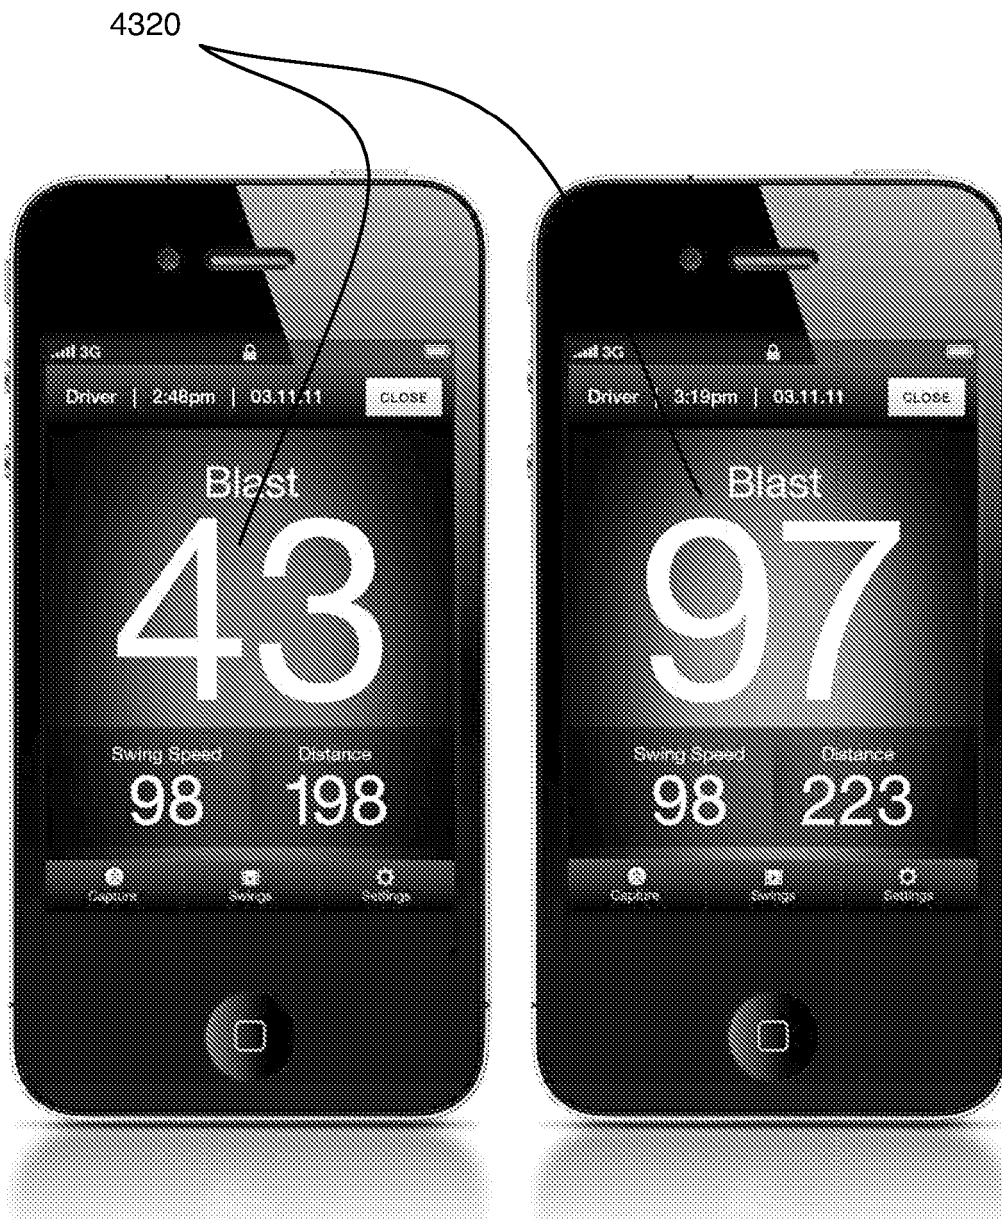 4320
3G
Driver | 2:48pm | 03.11.11 CLOSE
Blast
43
Swing Speed Distance
98 198
Capture Swings Settings
3G
Driver | 3:19pm | 03.11.11 CLOSE
Blast
97
Swing Speed Distance
98 223
Capture Swings Settings